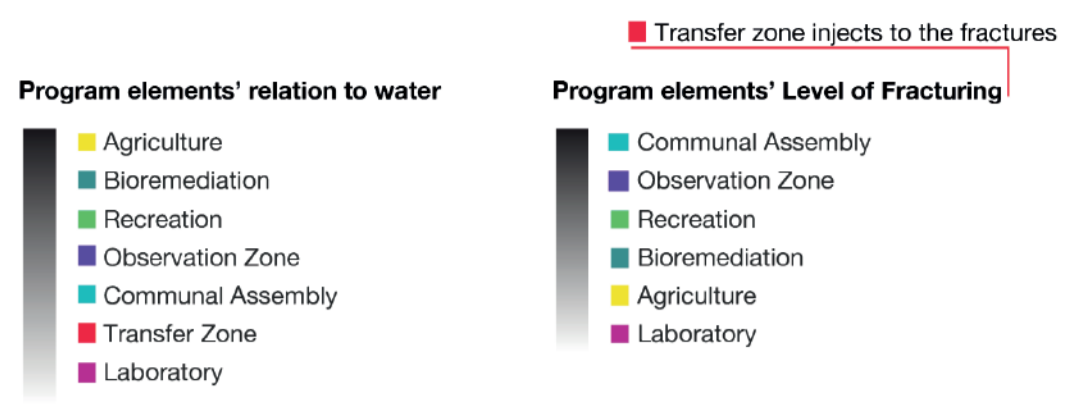 Transfer zone injects to the fractures
Program elements' relation to water
Agriculture
Bioremediation
Recreation
Observation Zone
Communal Assembly
Transfer Zone
Laboratory
Program elements' Level of Fracturing
Communal Assembly
Observation Zone
Recreation
Bioremediation
Agriculture
Laboratory